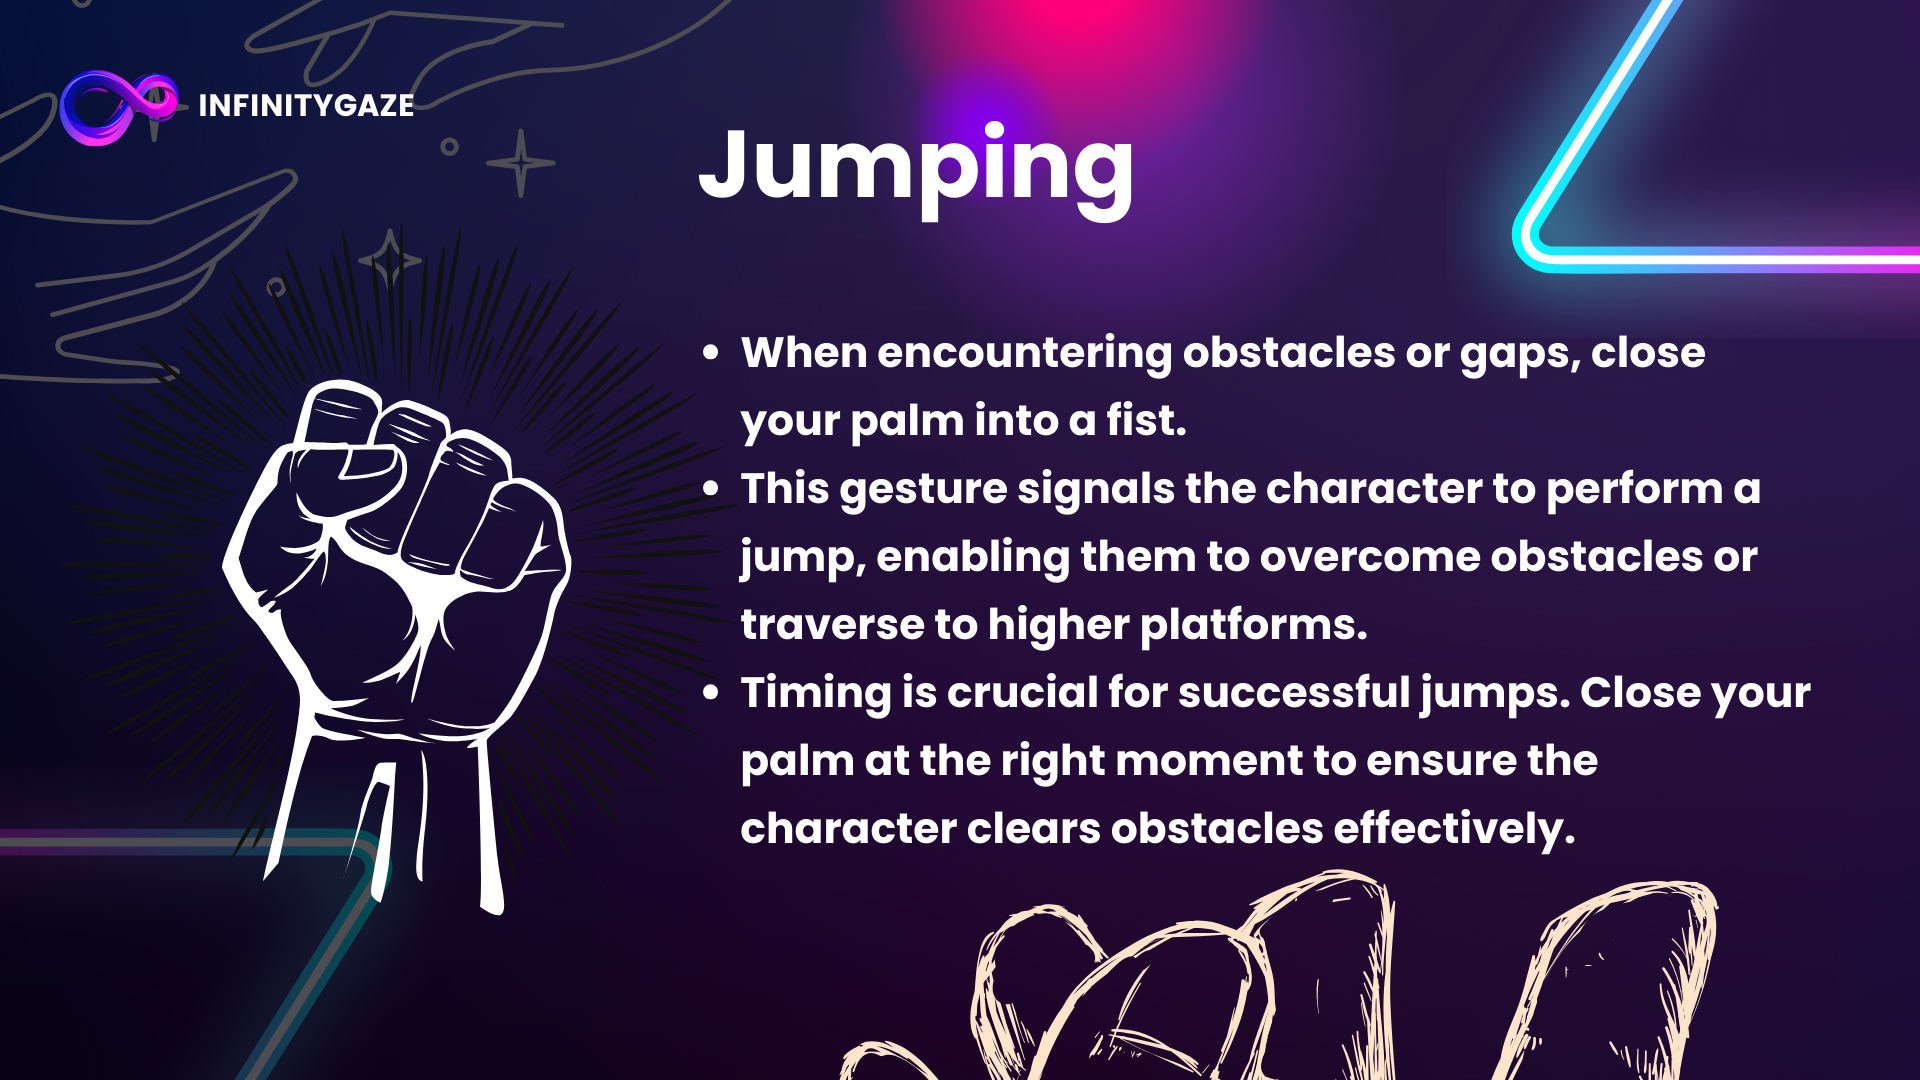 INFINITYGAZE
Jumping
• When encountering obstacles or gaps, close
your palm into a fist.
• This gesture signals the character to perform a
jump, enabling them to overcome obstacles or
traverse to higher platforms.
• Timing is crucial for successful jumps. Close your
palm at the right moment to ensure the
character clears obstacles effectively.